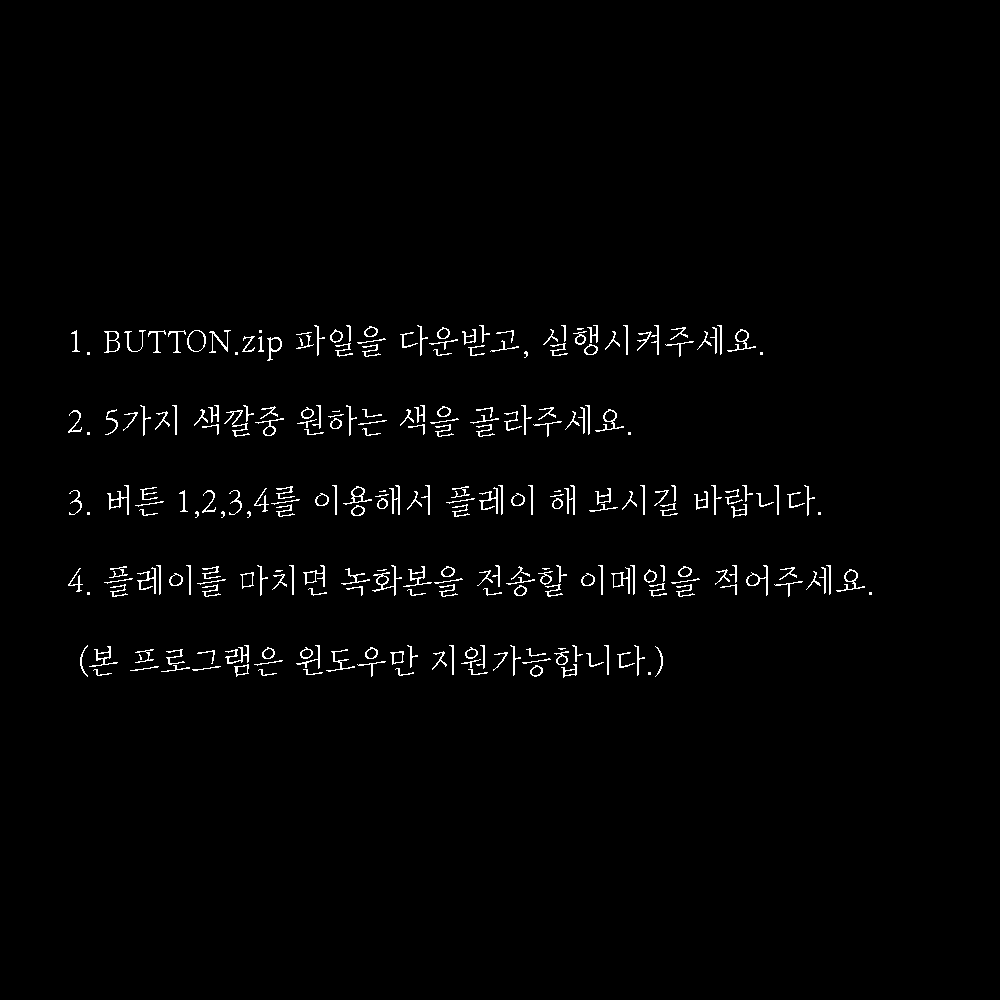 1. BUTTON.zip 파일을 다운받고, 실행시켜주세요.
2. 5가지 색깔중 원하는 색을 골라주세요.
3. 버튼 1,2,3,4를 이용해서 플레이 해 보시길 바랍니다.
4. 플레이를 마치면 녹화본을 전송할 이메일을 적어주세요.
(본 프로그램은 윈도우만 지원가능합니다.)